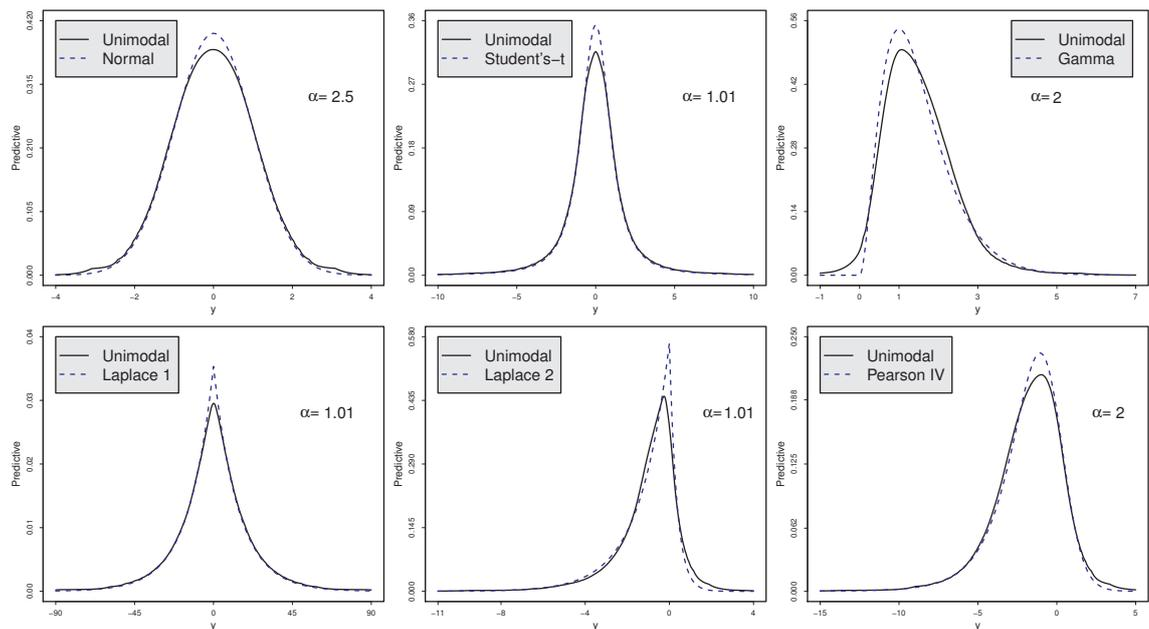 Unimodal
Normal
α= 2.5
Predictive
0.000 0.105 0.210 0.315 0.420
−4 −2 0 2 4
y
Unimodal
Student's−t
α= 1.01
Predictive
0.00 0.09 0.18 0.27 0.36
−10 −5 0 5 10
y
Unimodal
Gamma
α= 2
Predictive
0.00 0.14 0.28 0.42 0.56
−1 0 1 3 5 7
y
Unimodal
Laplace 1
α= 1.01
Predictive
0.00 0.01 0.02 0.03 0.04
−90 −45 0 45 90
y
Unimodal
Laplace 2
α=1.01
Predictive
0.000 0.145 0.290 0.435 0.580
−11 −8 −4 0 4
y
Unimodal
Pearson IV
α= 2
Predictive
0.000 0.062 0.125 0.188 0.250
−15 −10 −5 0 5
y